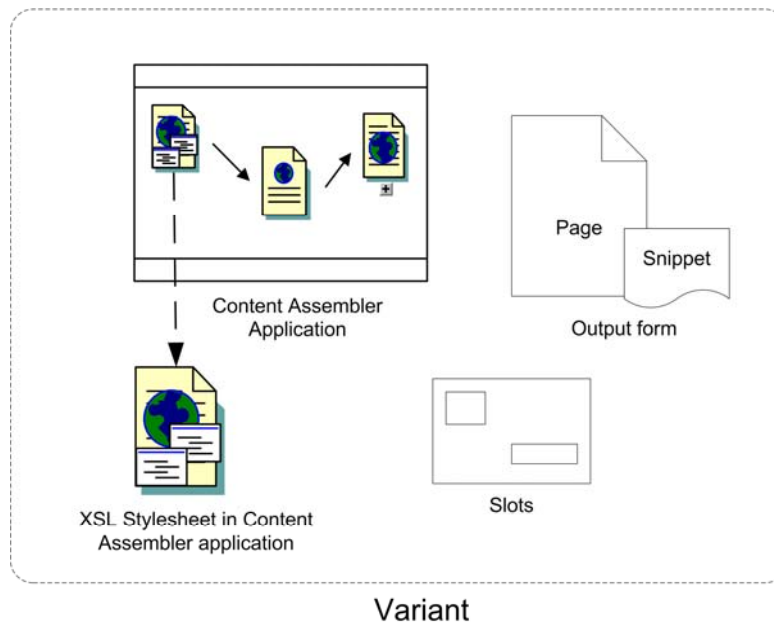 Content Assembler
Application
Page
Snippet
Output form
XSL Stylesheet in Content
Assembler application
Slots
Variant